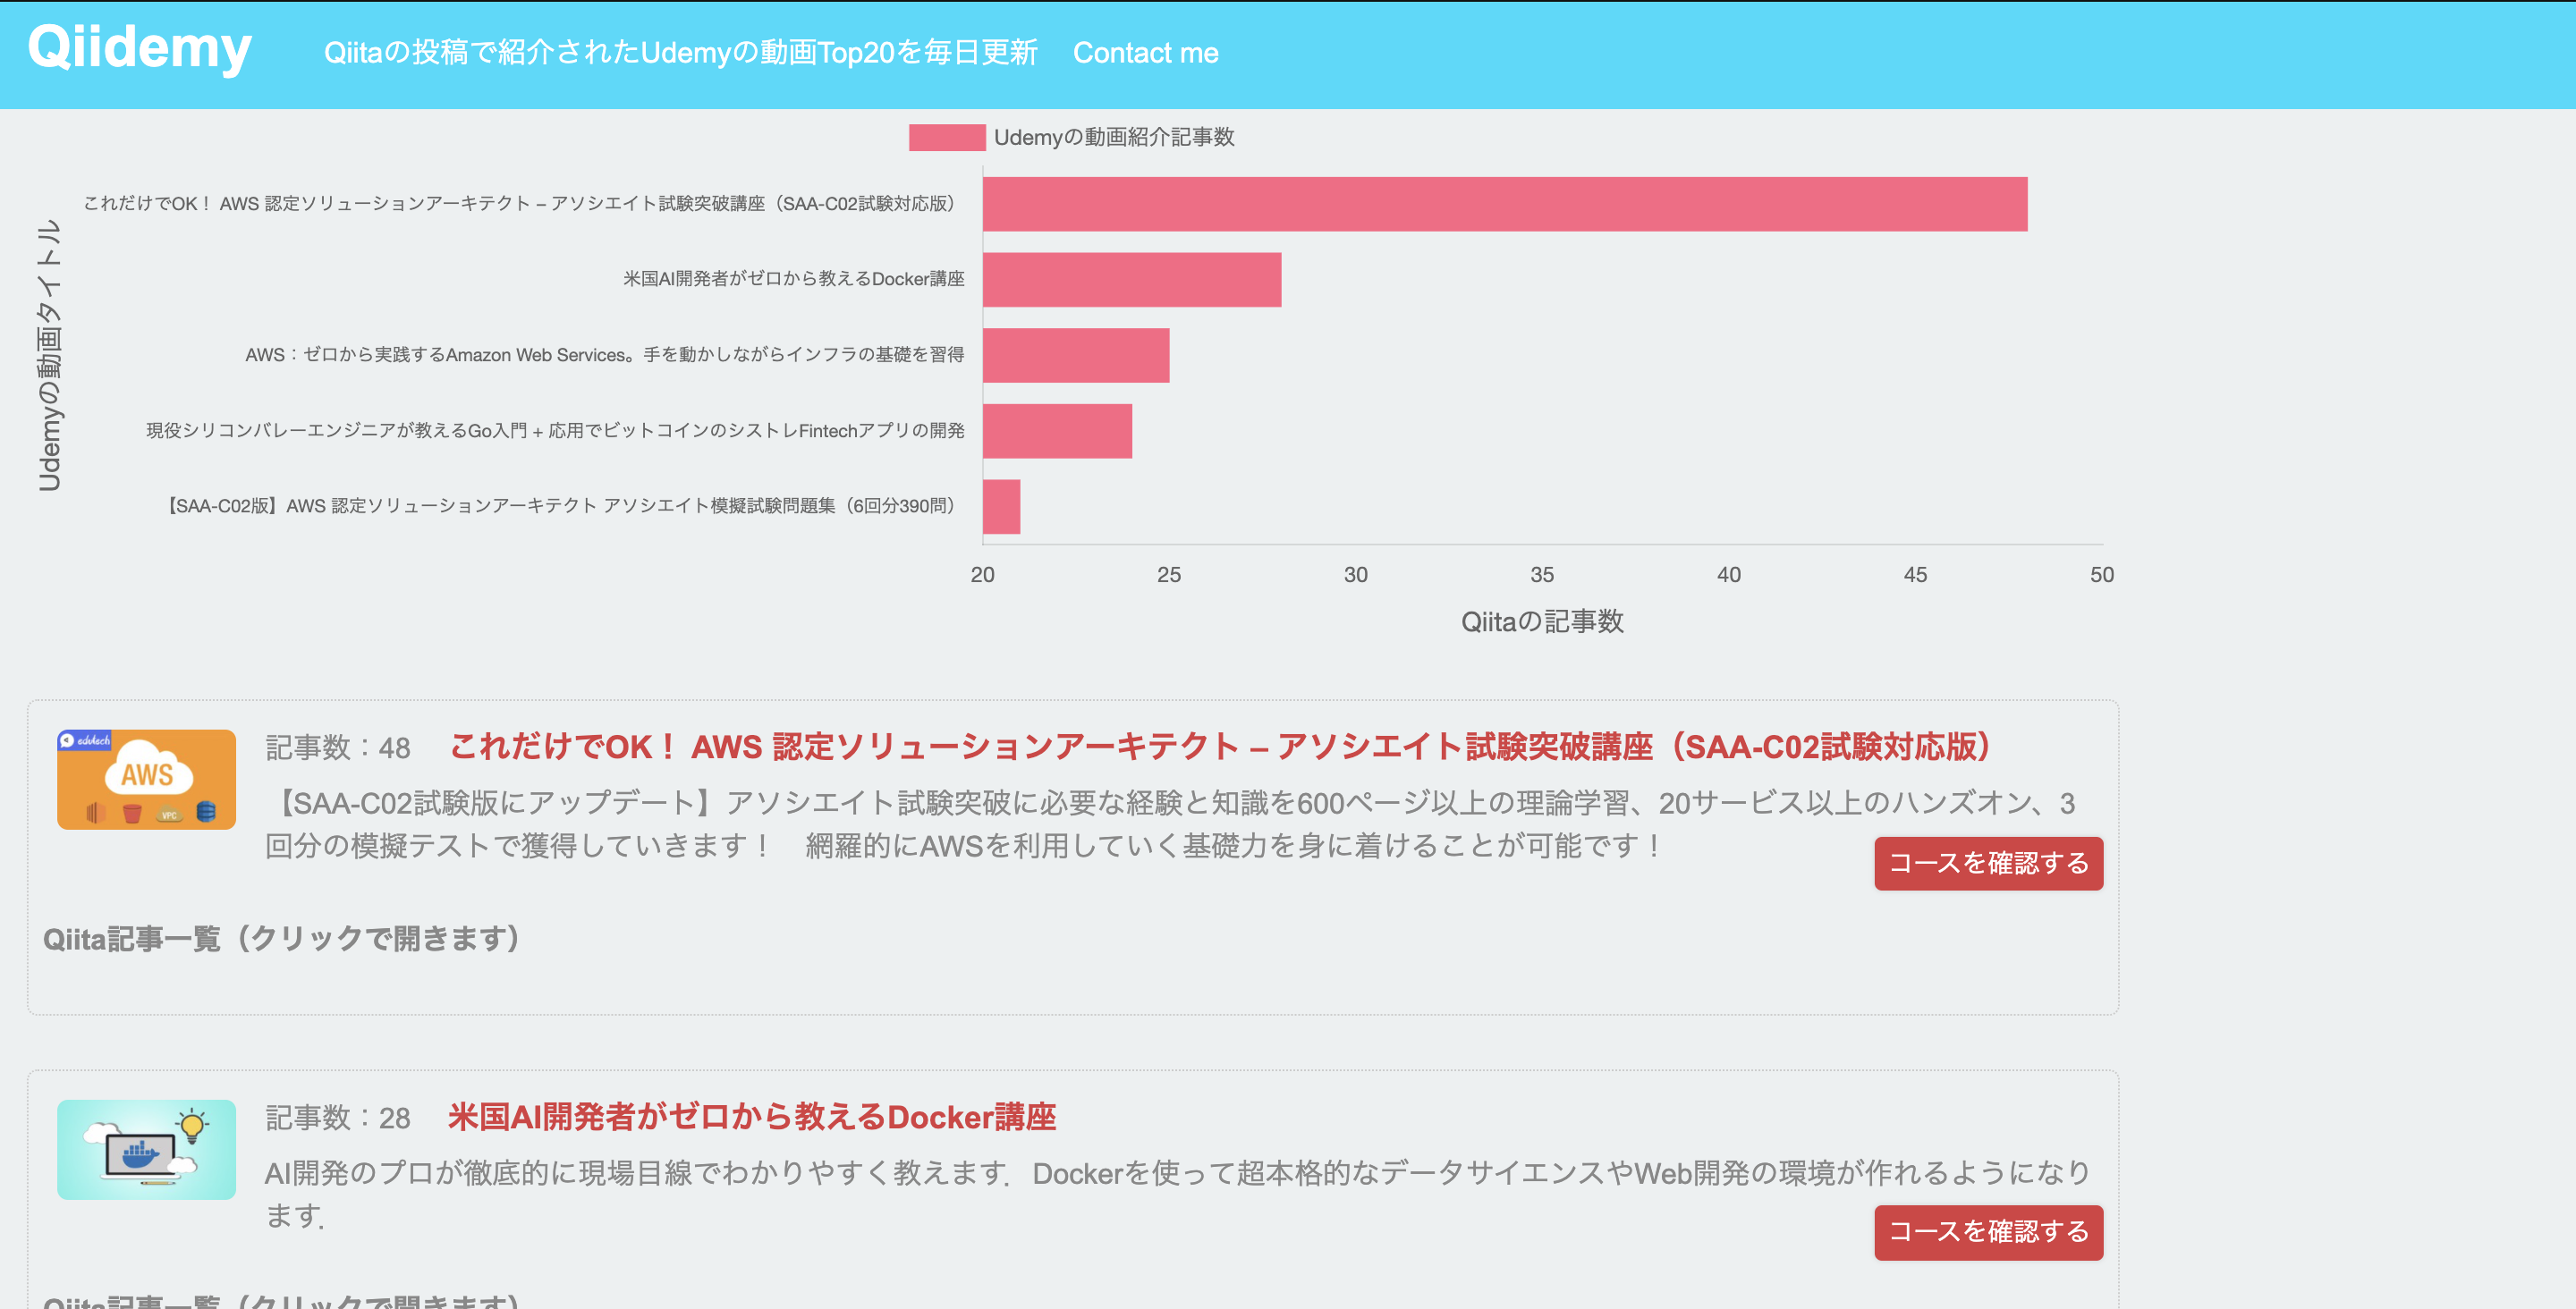 Qiidemy
Qiitaの投稿で紹介されたUdemyの動画Top20を毎日更新 Contact me
Udemyの動画紹介記事数
Udemyの動画タイトル
これだけでOK！ AWS 認定ソリューションアーキテクト – アソシエイト試験突破講座（SAA-C02試験対応版）
米国AI開発者がゼロから教えるDocker講座
AWS：ゼロから実践するAmazon Web Services。手を動かしながらインフラの基礎を習得
現役シリコンバレーエンジニアが教えるGo入門 + 応用でビットコインのシストレFintechアプリの開発
【SAA-C02版】AWS 認定ソリューションアーキテクト アソシエイト模擬試験問題集（6回分390問）
20 25 30 35 40 45 50
Qiitaの記事数
edutech
AWS
VPC
記事数：48 これだけでOK！ AWS 認定ソリューションアーキテクト – アソシエイト試験突破講座（SAA-C02試験対応版）
【SAA-C02試験版にアップデート】アソシエイト試験突破に必要な経験と知識を600ページ以上の理論学習、20サービス以上のハンズオン、3
回分の模擬テストで獲得していきます！　網羅的にAWSを利用していく基礎力を身に着けることが可能です！
コースを確認する
Qiita記事一覧（クリックで開きます）
記事数：28 米国AI開発者がゼロから教えるDocker講座
AI開発のプロが徹底的に現場目線でわかりやすく教えます．Dockerを使って超本格的なデータサイエンスやWeb開発の環境が作れるようになり
ます．
コースを確認する
Qiita記事一覧（クリックで開きます）